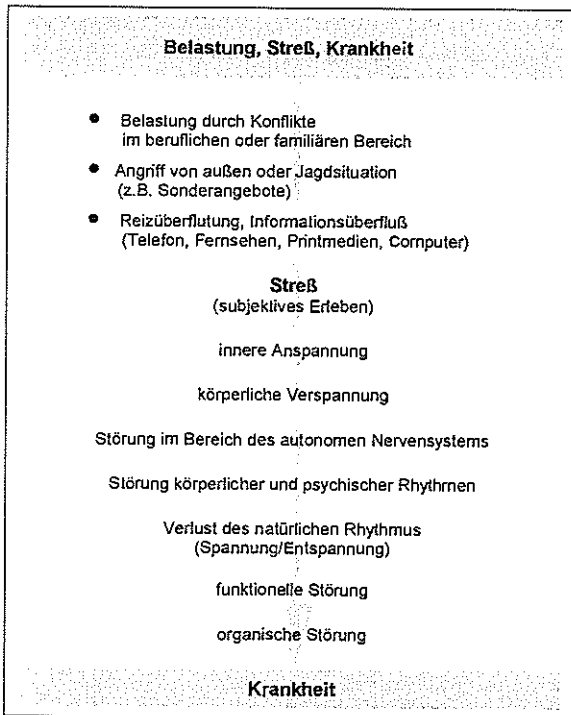 Belastung, Streß, Krankheit
● Belastung durch Konflikte
im beruflichen oder familiären Bereich
● Angriff von außen oder Jagdsituation
(z.B. Sonderangebote)
● Reizüberflutung, Informationsüberfluß
(Telefon, Fernsehen, Printmedien, Computer)
Streß
(subjektives Erleben)
innere Anspannung
körperliche Verspannung
Störung im Bereich des autonomen Nervensystems
Störung körperlicher und psychischer Rhythmen
Verlust des natürlichen Rhythmus
(Spannung/Entspannung)
funktionelle Störung
organische Störung
Krankheit